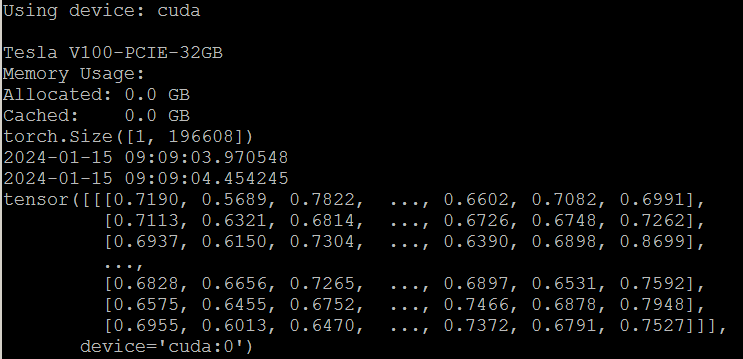 Using device: cuda
Tesla V100-PCIE-32GB
Memory Usage:
Allocated: 0.0 GB
Cached:    0.0 GB
torch.Size([1, 196608])
2024-01-15 09:09:03.970548
2024-01-15 09:09:04.454245
tensor([[[0.7190, 0.5689, 0.7822,  ..., 0.6602, 0.7082, 0.6991],
         [0.7113, 0.6321, 0.6814,  ..., 0.6726, 0.6748, 0.7262],
         [0.6937, 0.6150, 0.7304,  ..., 0.6390, 0.6898, 0.8699],
         ...,
         [0.6828, 0.6656, 0.7265,  ..., 0.6897, 0.6531, 0.7592],
         [0.6575, 0.6455, 0.6752,  ..., 0.7466, 0.6878, 0.7948],
         [0.6955, 0.6013, 0.6470,  ..., 0.7372, 0.6791, 0.7527]]],
       device='cuda:0')